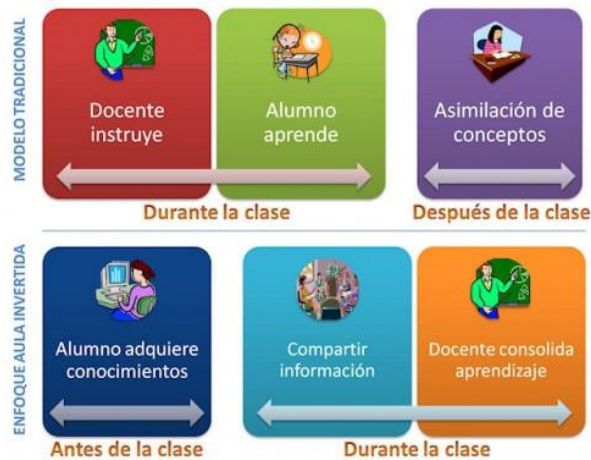 MODELO TRADICIONAL
Docente
instruye
Alumno
aprende
Asimilación de
conceptos
Durante la clase
Después de la clase
ENFOQUE AULA INVERTIDA
Alumno adquiere
conocimientos
Compartir
información
Docente consolida
aprendizaje
Antes de la clase
Durante la clase